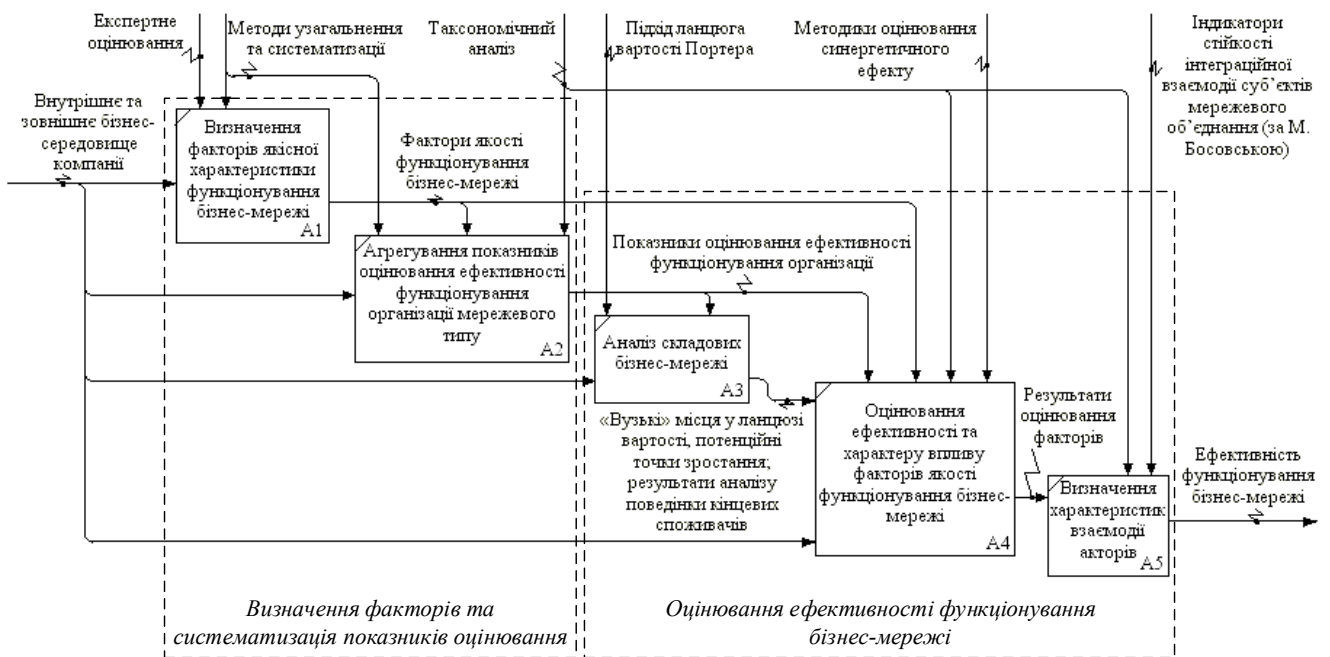 Експертне
оцінювання
Методи узагальнення
та систематизації
Таксономічний
аналіз
Підхід ланцюга
вартості Портера
Методики оцінювання
синергетичного
ефекту
Індикатори
стійкості
інтеграційної
взаємодії суб’єктів
мережевого
об’єднання (за М.
Босовською)
Внутрішнє та
зовнішнє бізнес-
середовище
компанії
Визначення
факторів якісної
характеристики
функціонування
бізнес-мережі
A1
Фактори якості
функціонування
бізнес-мережі
Агрегування показників
оцінювання ефективності
функціонування
організації мережевого
типу
A2
Показники оцінювання ефективності
функціонування організації
Аналіз складових
бізнес-мережі
A3
«Вузькі» місця у ланцюзі
вартості, потенційні
точки зростання;
результати аналізу
поведінки кінцевих
споживачів
Оцінювання
ефективності та
характеру впливу
факторів якості
функціонування бізнес-
мережі
A4
Результати
оцінювання
факторів
Визначення
характеристик
взаємодії
акторів
A5
Ефективність
функціонування
бізнес-мережі
Визначення факторів та
систематизація показників оцінювання
Оцінювання ефективності функціонування
бізнес-мережі